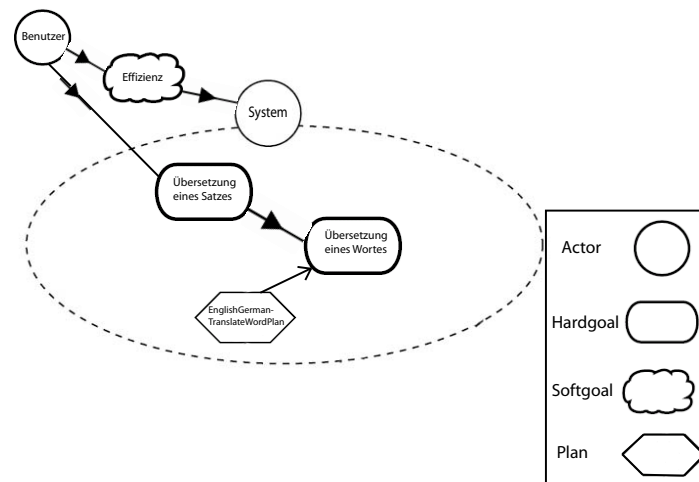 Benutzer
Effizienz
System
Übersetzung
eines Satzes
Übersetzung
eines Wortes
EnglishGerman-
TranslateWordPlan
Actor
Hardgoal
Softgoal
Plan